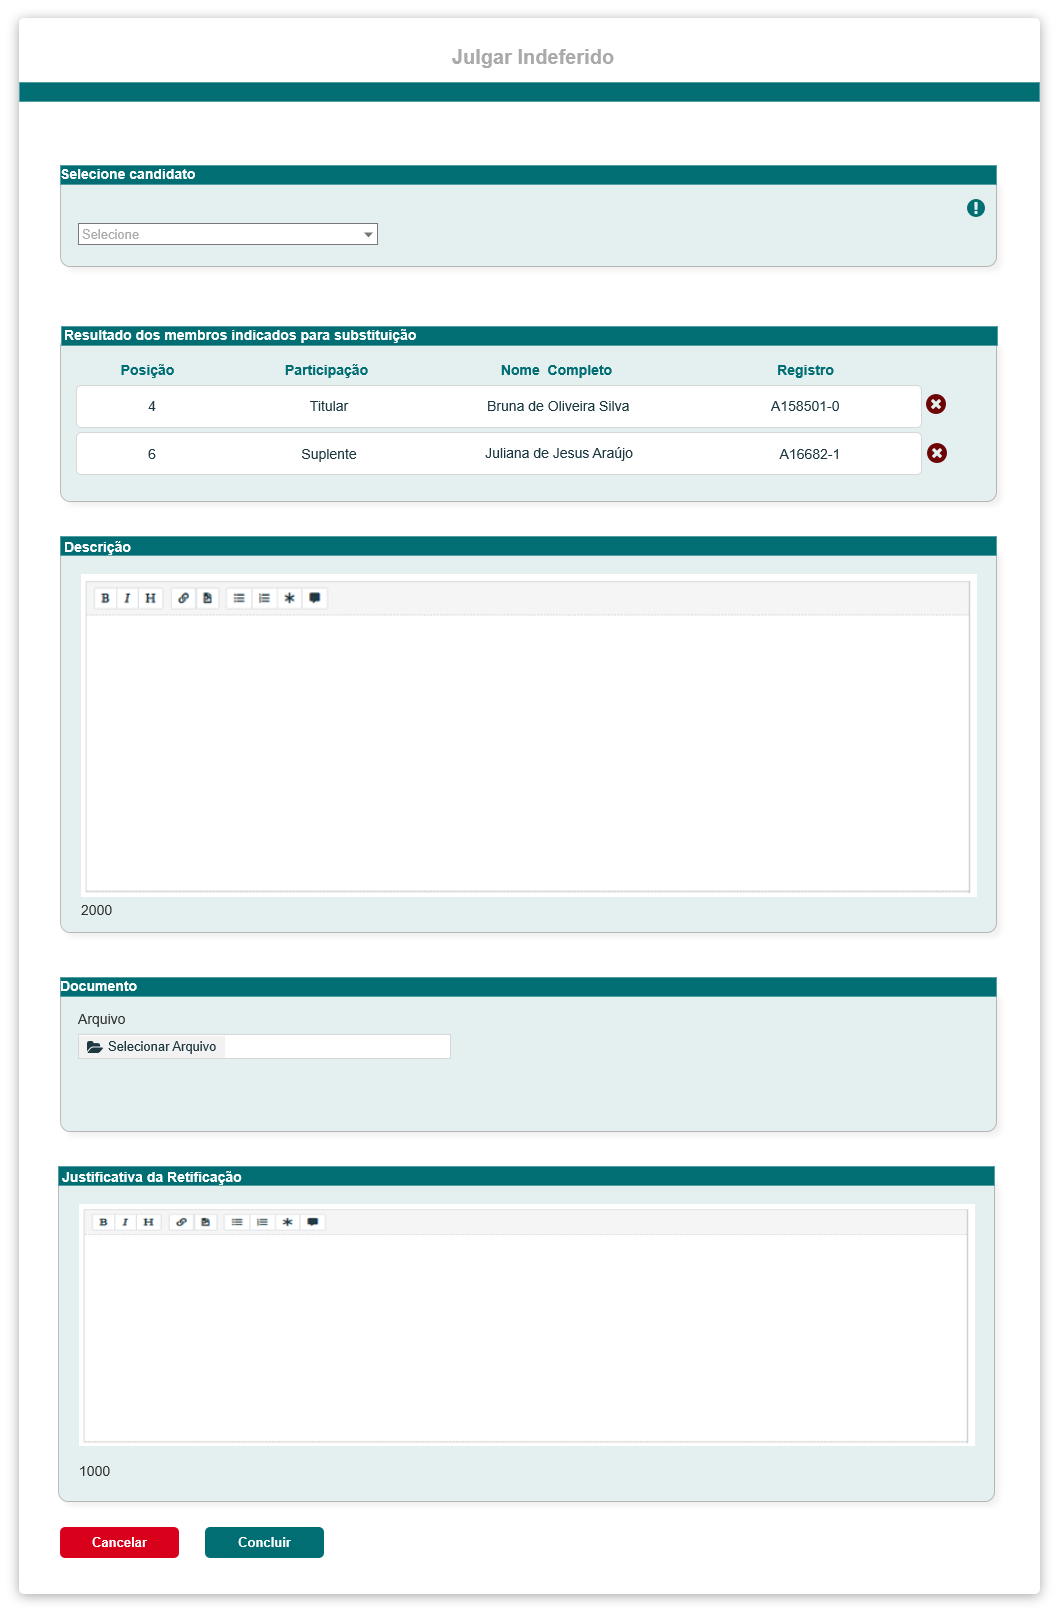 Julgar Indeferido
Selecione candidato
Selecione
Resultado dos membros indicados para substituição
Posição Participação Nome Completo Registro
4 Titular Bruna de Oliveira Silva A158501-0
6 Suplente Juliana de Jesus Araújo A16682-1
Descrição
B I H
2000
Documento
Arquivo
Selecionar Arquivo
Justificativa da Retificação
B I H
1000
Cancelar Concluir